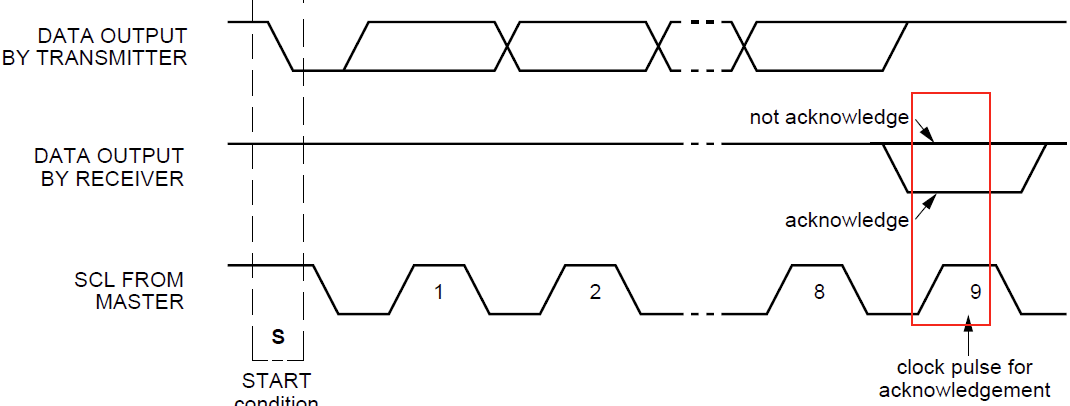 DATA OUTPUT
BY TRANSMITTER
not acknowledge
DATA OUTPUT
BY RECEIVER
acknowledge
SCL FROM
MASTER
1
2
8
9
S
START
condition
clock pulse for
acknowledgement